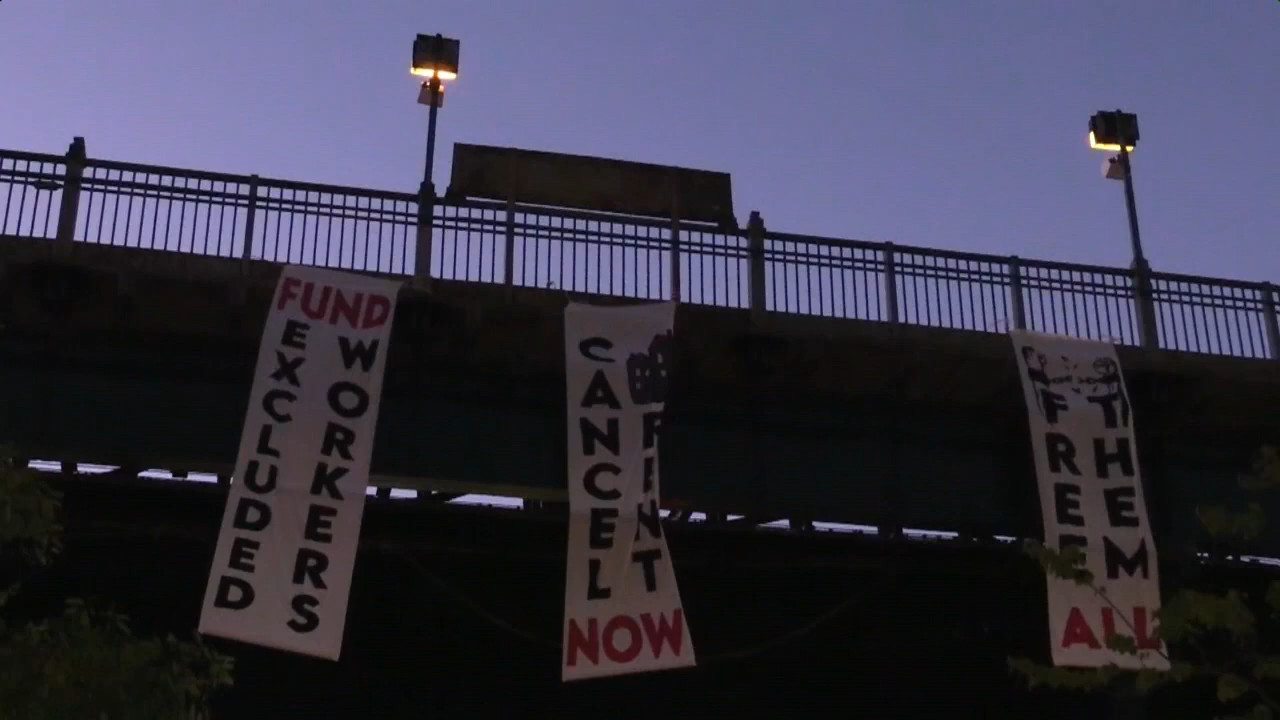 FUND
EXCLUDED
WORKERS
CANCEL
RENT
NOW
FREE
THEM
ALL